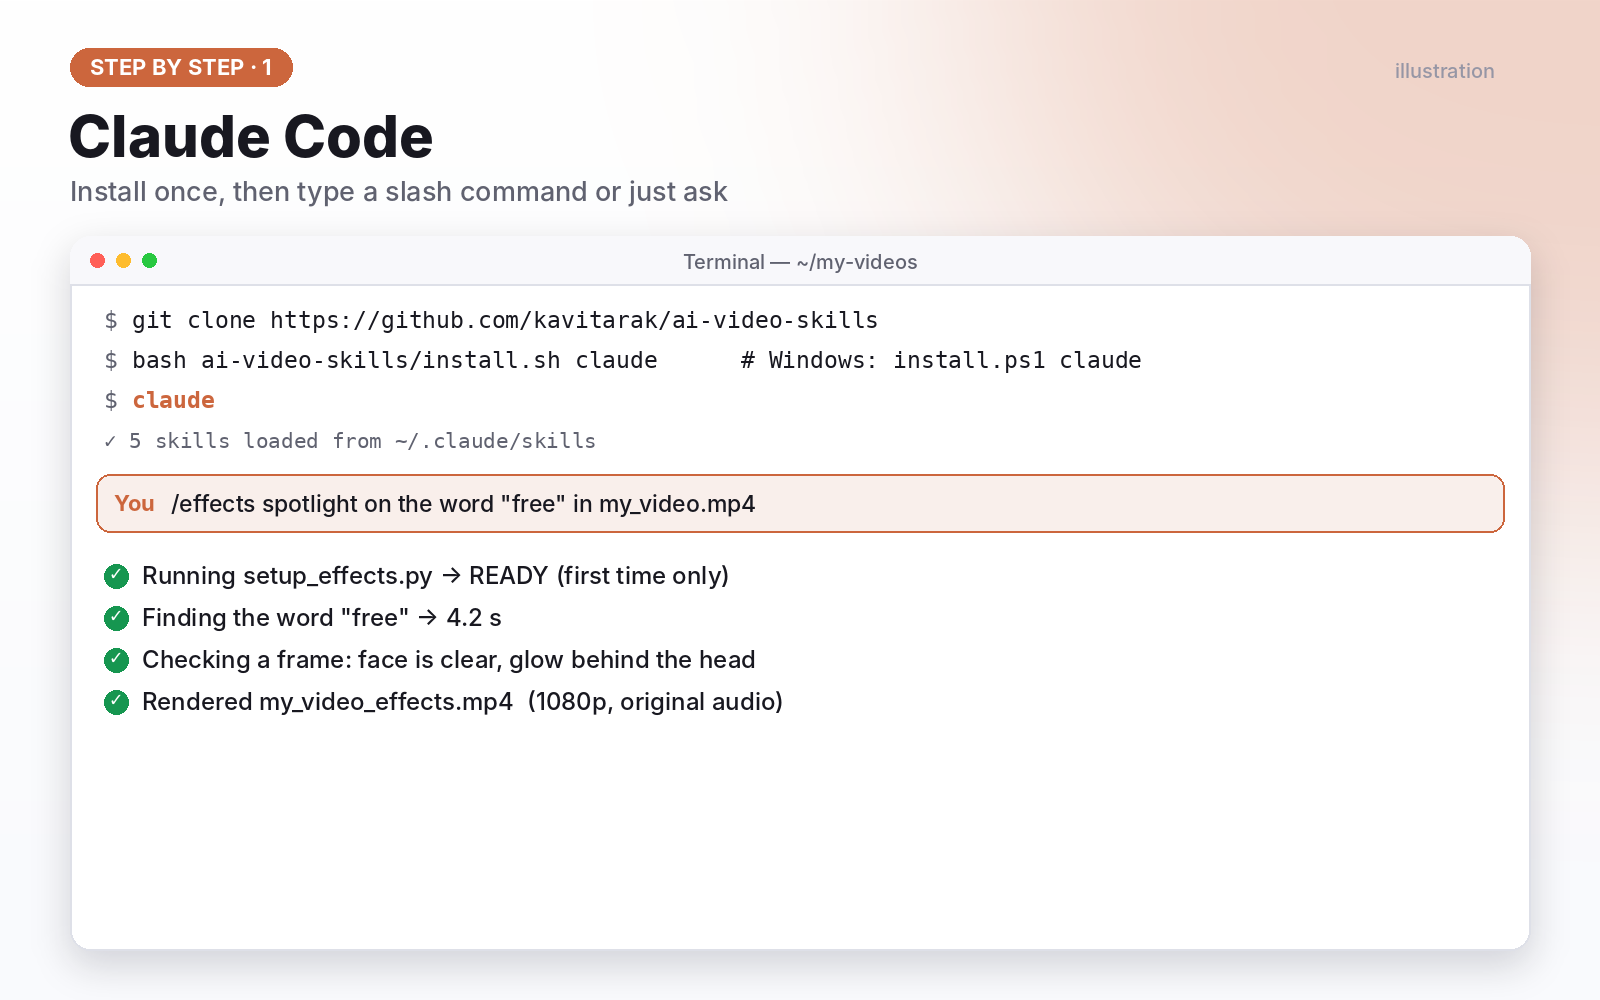 STEP BY STEP · 1
illustration
Claude Code
Install once, then type a slash command or just ask
Terminal — ~/my-videos
$ git clone https://github.com/kavitarak/ai-video-skills
$ bash ai-video-skills/install.sh claude      # Windows: install.ps1 claude
$ claude
✓ 5 skills loaded from ~/.claude/skills
You /effects spotlight on the word "free" in my_video.mp4
✓ Running setup_effects.py → READY (first time only)
✓ Finding the word "free" → 4.2 s
✓ Checking a frame: face is clear, glow behind the head
✓ Rendered my_video_effects.mp4  (1080p, original audio)